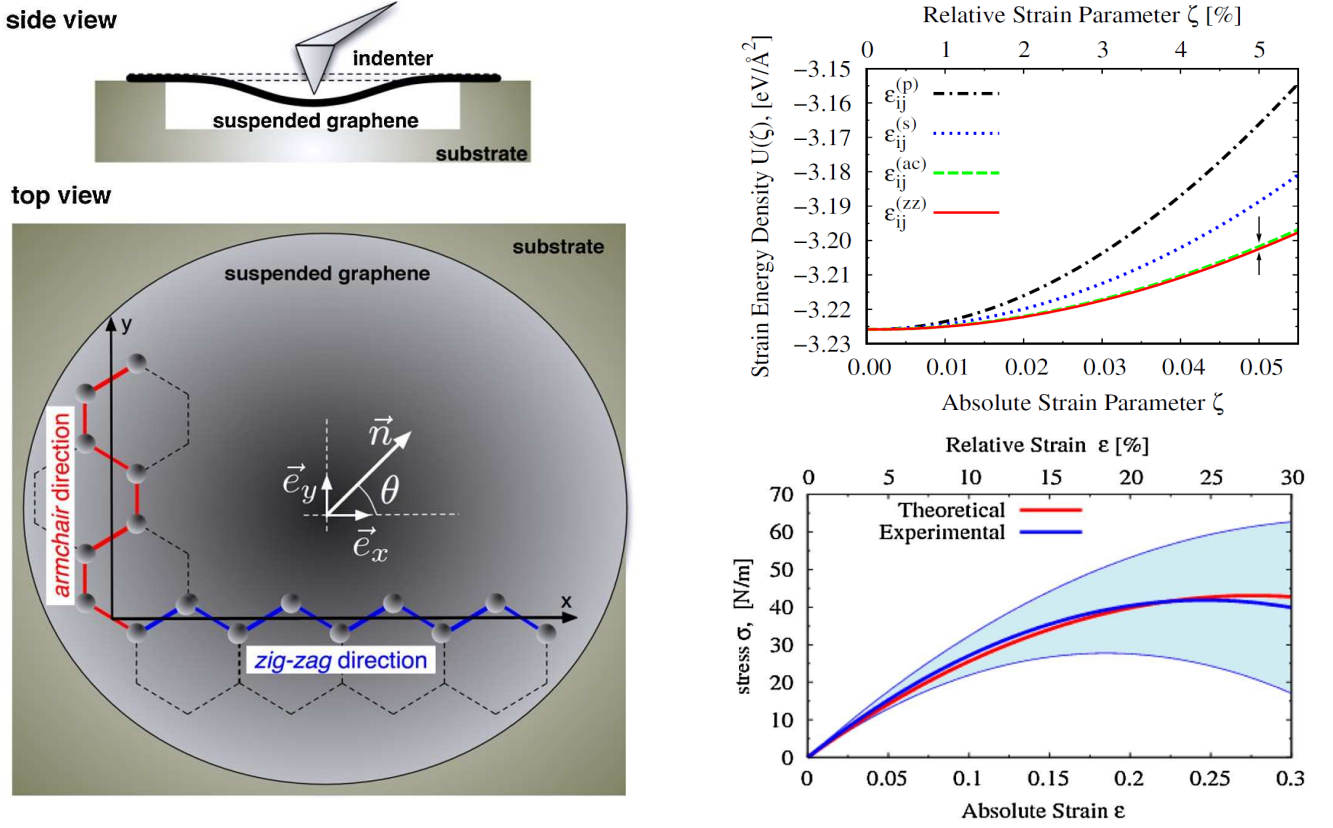 side view
indenter
suspended graphene
substrate
top view
substrate
suspended graphene
y
armchair direction
n⃗
e⃗y
θ
e⃗x
x
zig-zag direction
Relative Strain Parameter ζ [%]
0 1 2 3 4 5
Strain Energy Density U(ζ), [eV/Å²]
−3.15
−3.16
−3.17
−3.18
−3.19
−3.20
−3.21
−3.22
−3.23
ε_ij^(p)
ε_ij^(s)
ε_ij^(ac)
ε_ij^(zz)
0.00 0.01 0.02 0.03 0.04 0.05
Absolute Strain Parameter ζ
Relative Strain ε [%]
0 5 10 15 20 25 30
stress σ, [N/m]
70
60
50
40
30
20
10
0
Theoretical
Experimental
0 0.05 0.1 0.15 0.2 0.25 0.3
Absolute Strain ε